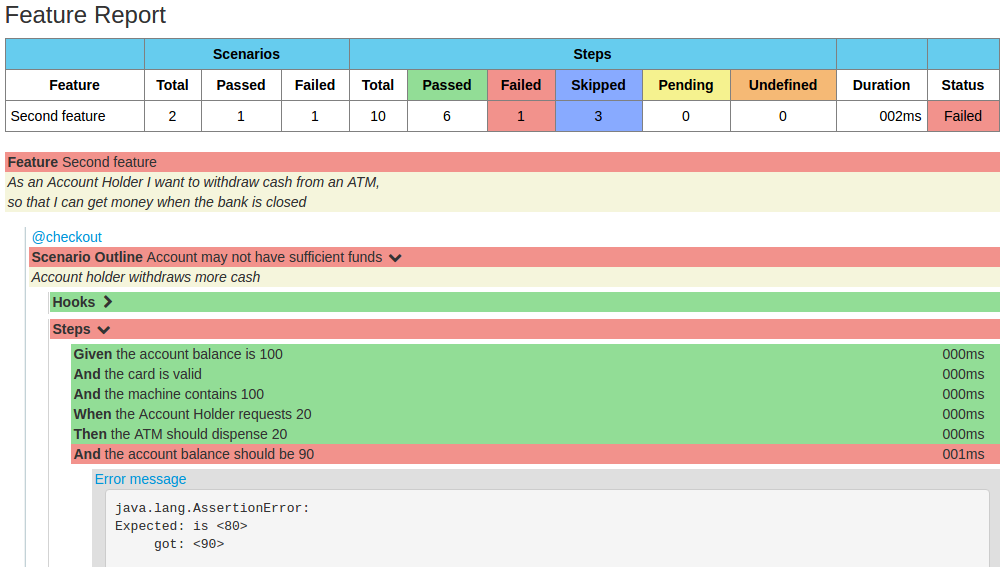 Feature Report
Scenarios Steps
Feature Total Passed Failed Total Passed Failed Skipped Pending Undefined Duration Status
Second feature 2 1 1 10 6 1 3 0 0 002ms Failed
Feature Second feature
As an Account Holder I want to withdraw cash from an ATM,
so that I can get money when the bank is closed
@checkout
Scenario Outline Account may not have sufficient funds
Account holder withdraws more cash
Hooks
Steps
Given the account balance is 100 000ms
And the card is valid 000ms
And the machine contains 100 000ms
When the Account Holder requests 20 000ms
Then the ATM should dispense 20 000ms
And the account balance should be 90 001ms
Error message
java.lang.AssertionError:
Expected: is <80>
got: <90>